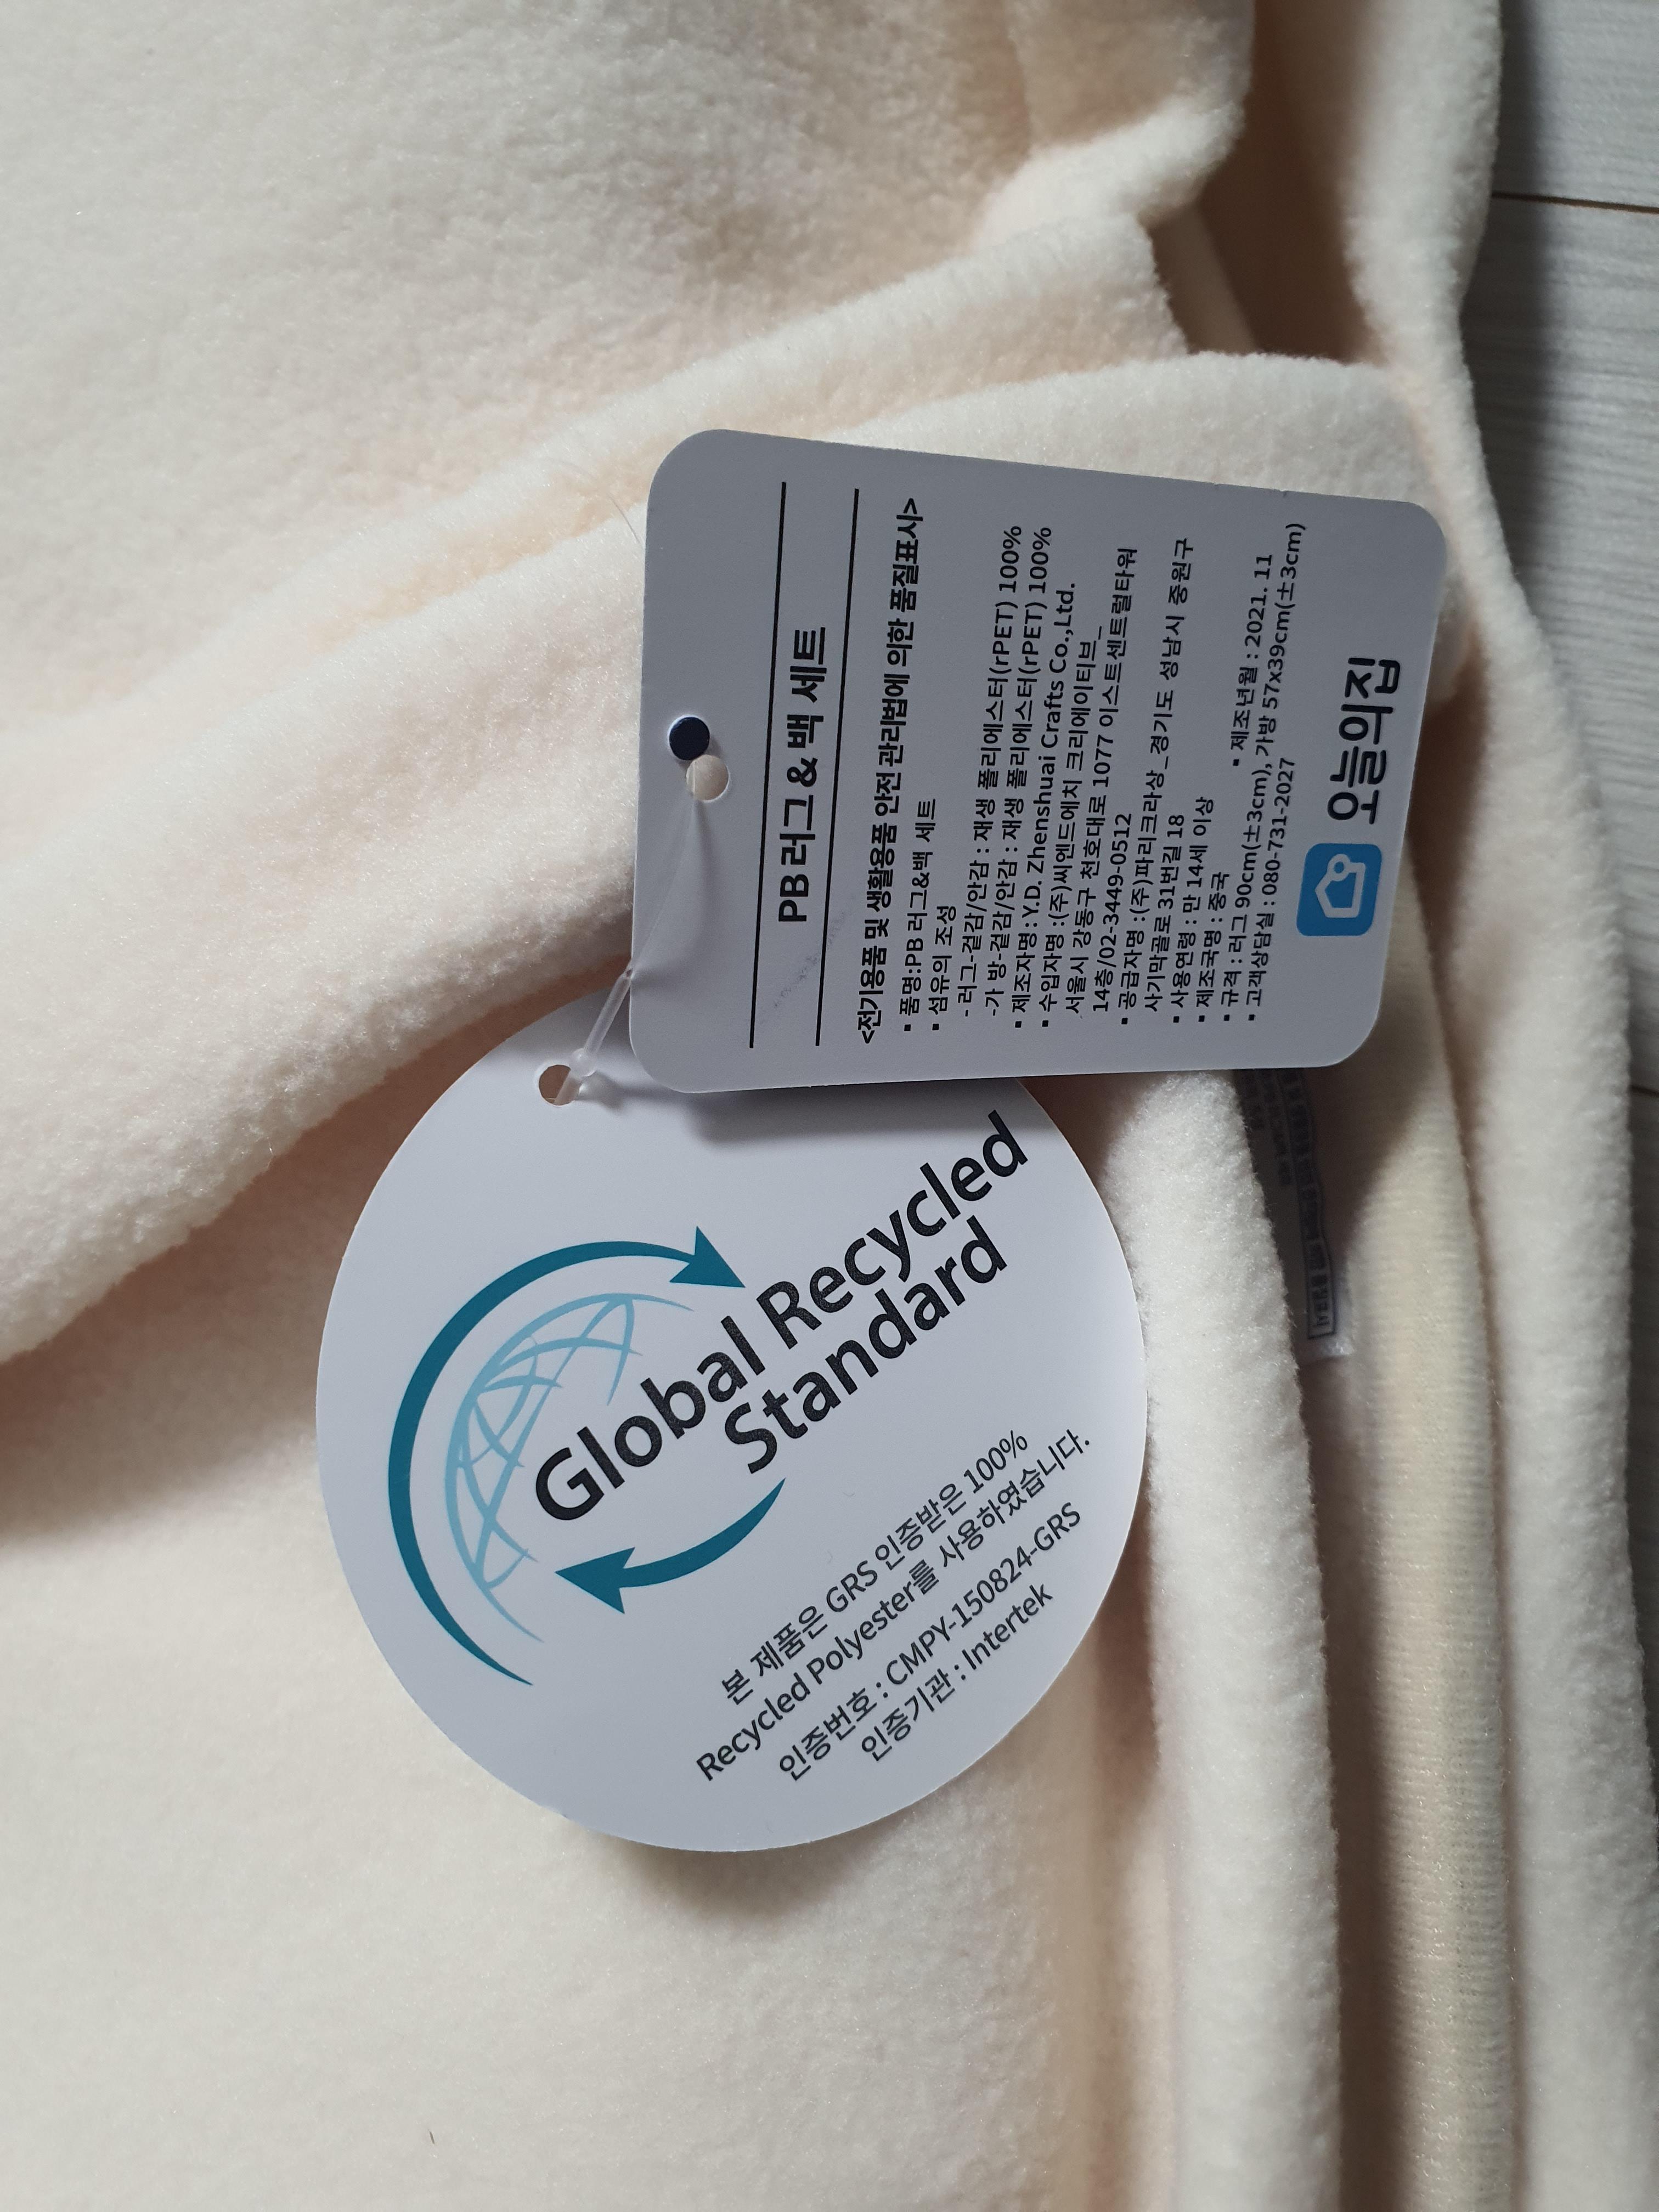 PB 러그 & 백 세트
<전기용품 및 생활용품 안전 관리법에 의한 품질표시>
▪ 품명:PB 러그&백 세트
▪ 섬유의 조성
- 러그-겉감/안감 : 재생 폴리에스터(rPET) 100%
-가 방-겉감/안감 : 재생 폴리에스터(rPET) 100%
▪ 제조자명 : Y.D. Zhenshuai Crafts Co.,Ltd.
▪ 수입자명 :(주)씨엔드에치 크리에이티브_
서울시 강동구 천호대로 1077 이스트센트럴타워
14층/02-3449-0512
▪ 공급자명 :(주)파리크라상_경기도 성남시 중원구
사기막골로 31번길 18
▪ 사용연령 : 만 14세 이상
▪ 제조국명 : 중국 ▪ 제조년월 : 2021. 11
▪ 규격 : 러그 90cm(±3cm), 가방 57x39cm(±3cm)
▪ 고객상담실 : 080-731-2027
오늘의집
Global Recycled
Standard
본 제품은 GRS 인증받은 100%
Recycled Polyester를 사용하였습니다.
인증번호 : CMPY-150824-GRS
인증기관 : Intertek